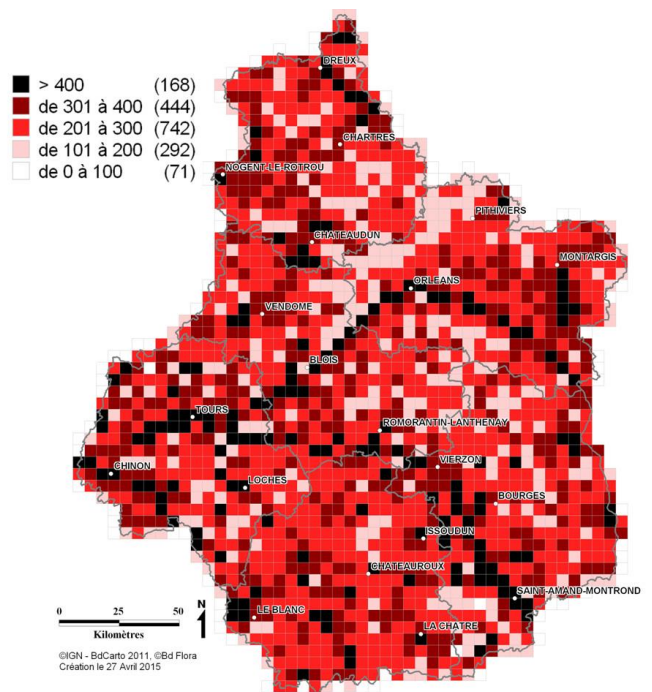 > 400 (168)
de 301 à 400 (444)
de 201 à 300 (742)
de 101 à 200 (292)
de 0 à 100 (71)
DREUX
CHARTRES
NOGENT-LE-ROTROU
PITHIVIERS
CHATEAUDUN
MONTARGIS
ORLEANS
VENDOME
BLOIS
TOURS
ROMORANTIN-LANTHENAY
VIERZON
CHINON
LOCHES
BOURGES
ISSOUDUN
CHATEAUROUX
SAINT-AMAND-MONTROND
LE BLANC
LA CHATRE
0 25 50
Kilomètres
N
©IGN - BdCarto 2011, ©Bd Flora
Création le 27 Avril 2015